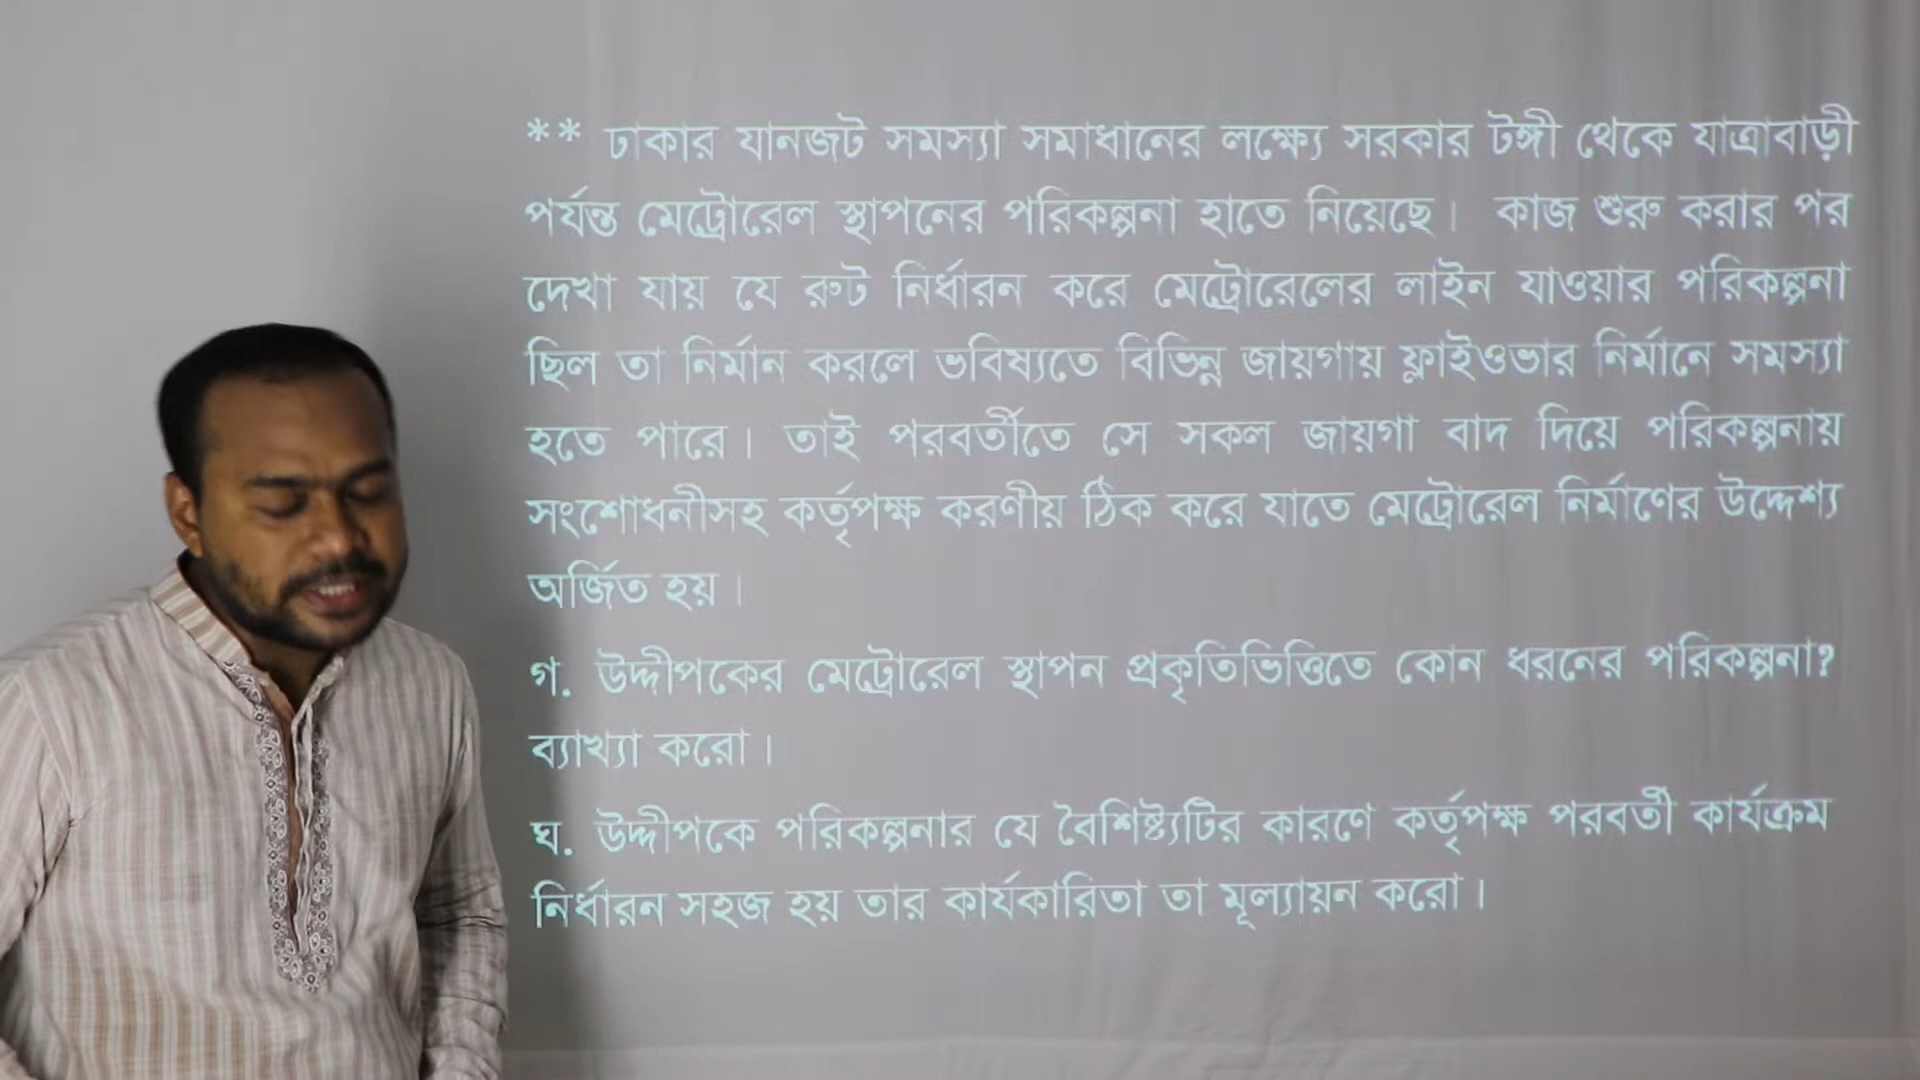 ** ঢাকার যানজট সমস্যা সমাধানের লক্ষ্যে সরকার টঙ্গী থেকে যাত্রাবাড়ী
পর্যন্ত মেট্রোরেল স্থাপনের পরিকল্পনা হাতে নিয়েছে। কাজ শুরু করার পর
দেখা যায় যে রুট নির্ধারন করে মেট্রোরেলের লাইন যাওয়ার পরিকল্পনা
ছিল তা নির্মান করলে ভবিষ্যতে বিভিন্ন জায়গায় ফ্লাইওভার নির্মানে সমস্যা
হতে পারে। তাই পরবর্তীতে সে সকল জায়গা বাদ দিয়ে পরিকল্পনায়
সংশোধনীসহ কর্তৃপক্ষ করণীয় ঠিক করে যাতে মেট্রোরেল নির্মাণের উদ্দেশ্য
অর্জিত হয়।
গ. উদ্দীপকের মেট্রোরেল স্থাপন প্রকৃতিভিত্তিতে কোন ধরনের পরিকল্পনা?
ব্যাখ্যা করো।
ঘ. উদ্দীপকে পরিকল্পনার যে বৈশিষ্ট্যটির কারণে কর্তৃপক্ষ পরবর্তী কার্যক্রম
নির্ধারন সহজ হয় তার কার্যকারিতা তা মূল্যায়ন করো।